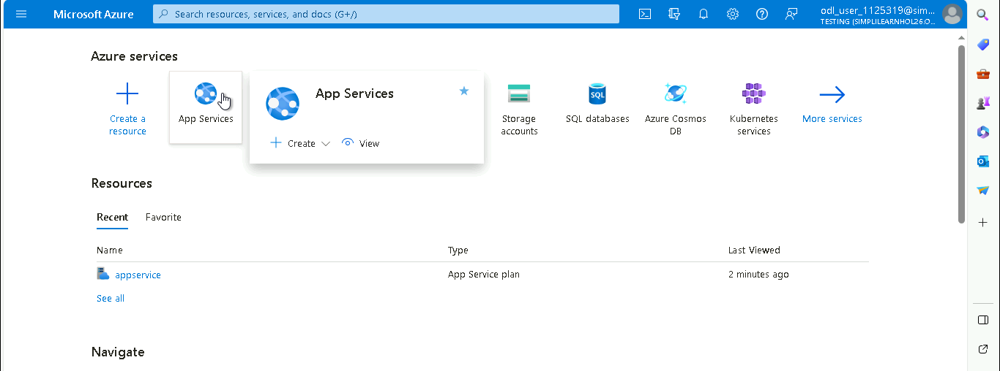 Microsoft Azure
Search resources, services, and docs (G+/)
odl_user_1125319@sim...
TESTING (SIMPLILEARNHOL26.O...
Azure services
Create a
resource
App Services
App Services
Create
View
Storage
accounts
SQL
SQL databases
Azure Cosmos
DB
Kubernetes
services
More services
Resources
Recent
Favorite
Name
Type
Last Viewed
appservice
App Service plan
2 minutes ago
See all
Navigate